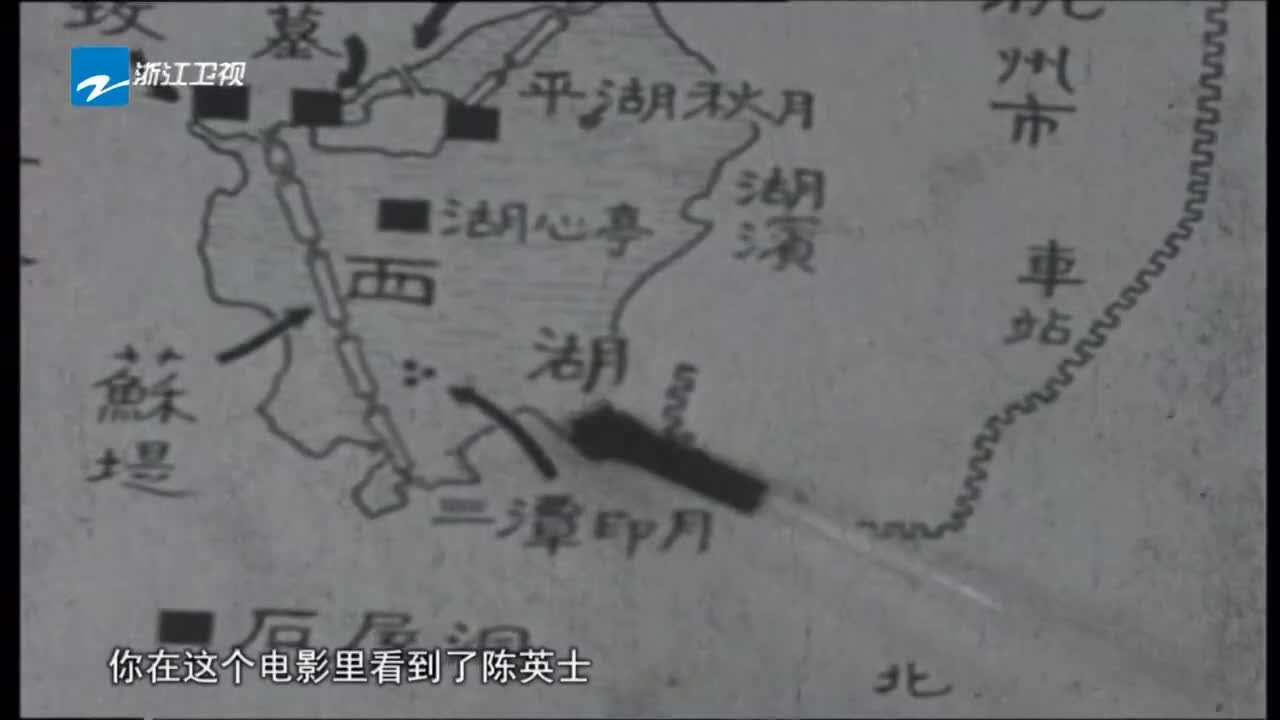 墓
浙江卫视
州
市
平湖秋月
湖
濱
湖心亭
西
車
站
湖
蘇
堤
三潭印月
石屋洞
你在这个电影里看到了陈英士
北